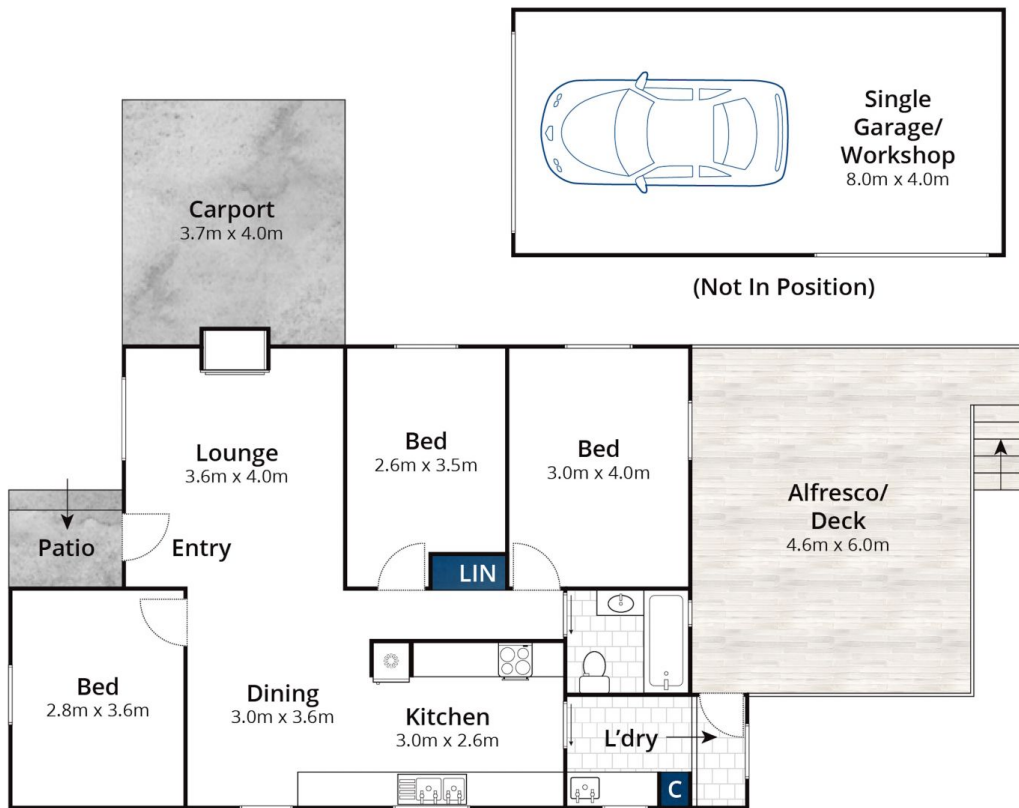 Single
Garage/
Workshop
8.0m x 4.0m
(Not In Position)
Carport
3.7m x 4.0m
Lounge
3.6m x 4.0m
Bed
2.6m x 3.5m
Bed
3.0m x 4.0m
Alfresco/
Deck
4.6m x 6.0m
Patio
Entry
LIN
Bed
2.8m x 3.6m
Dining
3.0m x 3.6m
Kitchen
3.0m x 2.6m
L'dry
C